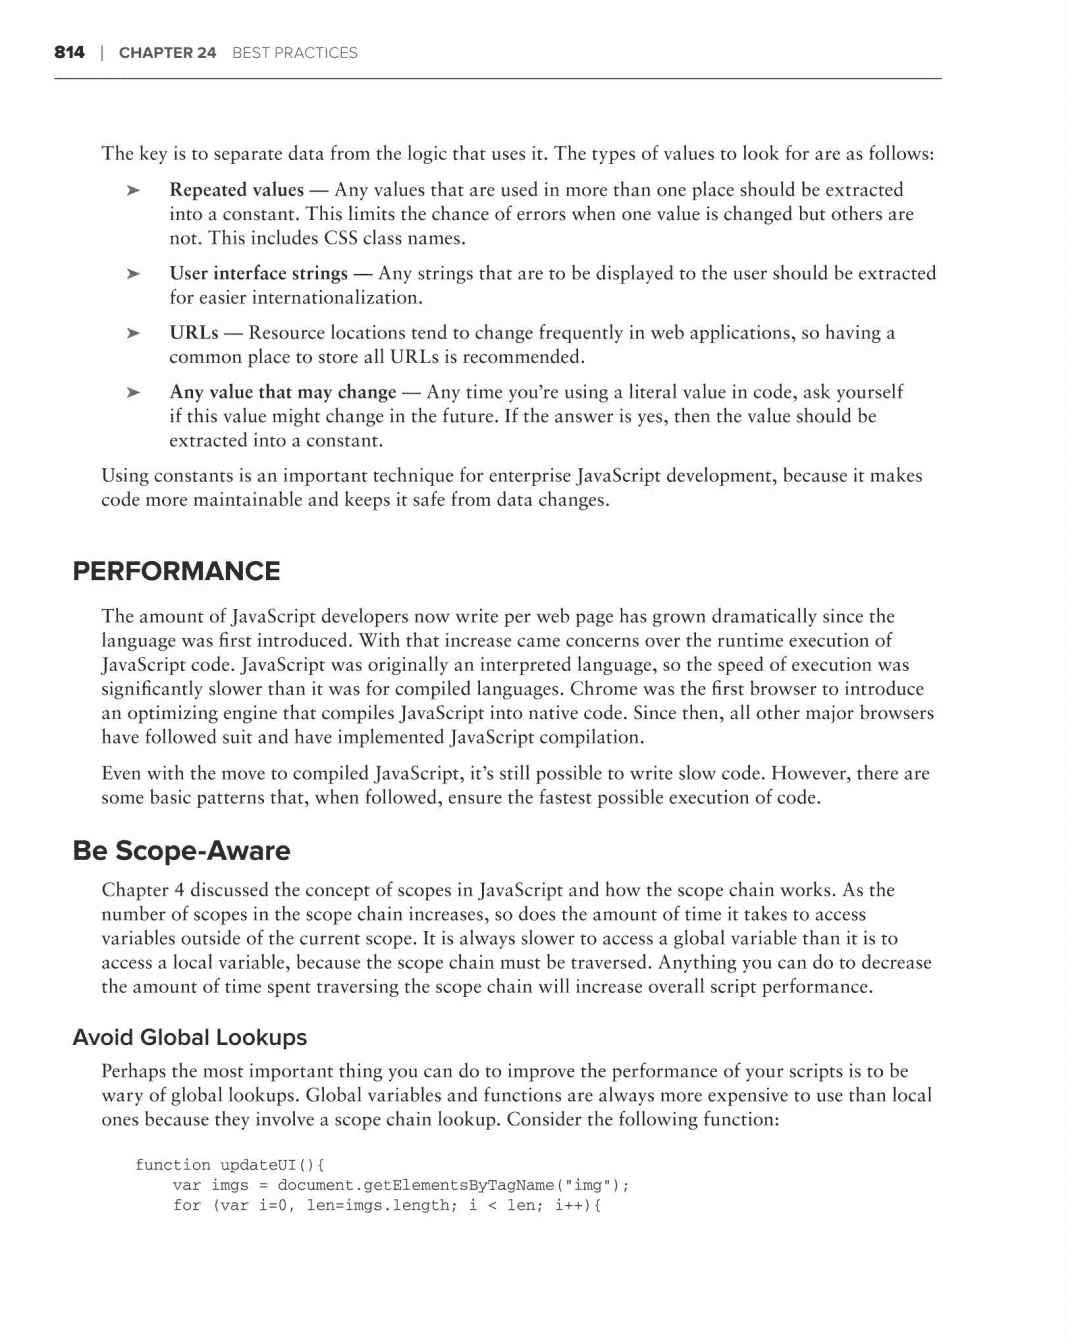 814 | CHAPTER 24 BEST PRACTICES
The key is to separate data from the logic that uses it. The types of values to look for are as follows:
➤ Repeated values — Any values that are used in more than one place should be extracted
into a constant. This limits the chance of errors when one value is changed but others are
not. This includes CSS class names.
➤ User interface strings — Any strings that are to be displayed to the user should be extracted
for easier internationalization.
➤ URLs — Resource locations tend to change frequently in web applications, so having a
common place to store all URLs is recommended.
➤ Any value that may change — Any time you're using a literal value in code, ask yourself
if this value might change in the future. If the answer is yes, then the value should be
extracted into a constant.
Using constants is an important technique for enterprise JavaScript development, because it makes
code more maintainable and keeps it safe from data changes.
PERFORMANCE
The amount of JavaScript developers now write per web page has grown dramatically since the
language was first introduced. With that increase came concerns over the runtime execution of
JavaScript code. JavaScript was originally an interpreted language, so the speed of execution was
significantly slower than it was for compiled languages. Chrome was the first browser to introduce
an optimizing engine that compiles JavaScript into native code. Since then, all other major browsers
have followed suit and have implemented JavaScript compilation.
Even with the move to compiled JavaScript, it's still possible to write slow code. However, there are
some basic patterns that, when followed, ensure the fastest possible execution of code.
Be Scope-Aware
Chapter 4 discussed the concept of scopes in JavaScript and how the scope chain works. As the
number of scopes in the scope chain increases, so does the amount of time it takes to access
variables outside of the current scope. It is always slower to access a global variable than it is to
access a local variable, because the scope chain must be traversed. Anything you can do to decrease
the amount of time spent traversing the scope chain will increase overall script performance.
Avoid Global Lookups
Perhaps the most important thing you can do to improve the performance of your scripts is to be
wary of global lookups. Global variables and functions are always more expensive to use than local
ones because they involve a scope chain lookup. Consider the following function:
function updateUI(){
    var imgs = document.getElementsByTagName("img");
    for (var i=0, len=imgs.length; i < len; i++){